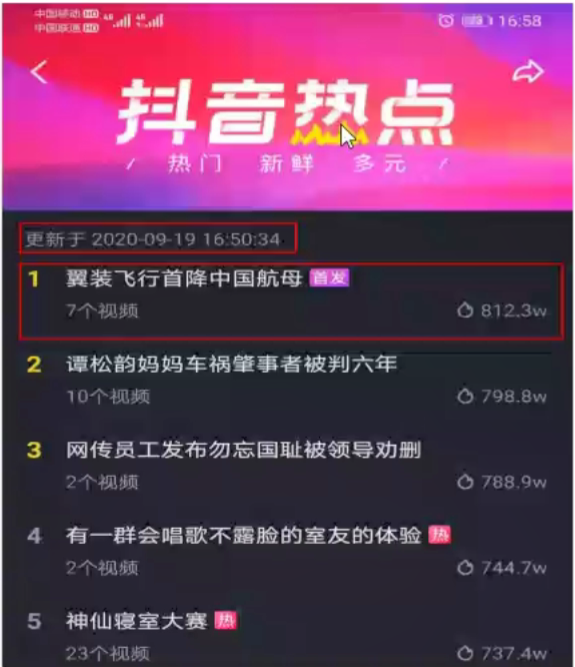 中国移动HD 4G 4G
中国联通HD 16:58
抖音热点
热门 新鲜 多元
更新于 2020-09-19 16:50:34
1 翼装飞行首降中国航母 首发
7个视频 812.3w
2 谭松韵妈妈车祸肇事者被判六年
10个视频 798.8w
3 网传员工发布勿忘国耻被领导劝删
2个视频 788.9w
4 有一群会唱歌不露脸的室友的体验 热
2个视频 744.7w
5 神仙寝室大赛 热
23个视频 737.4w